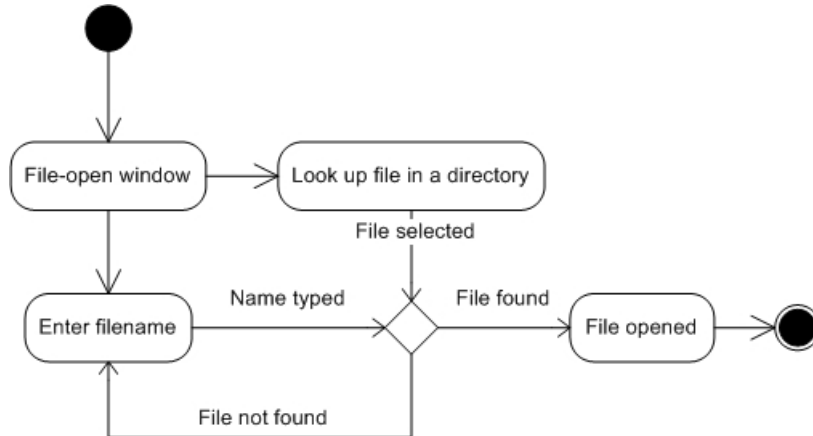 File-open window
Look up file in a directory
File selected
Name typed
File found
Enter filename
File opened
File not found